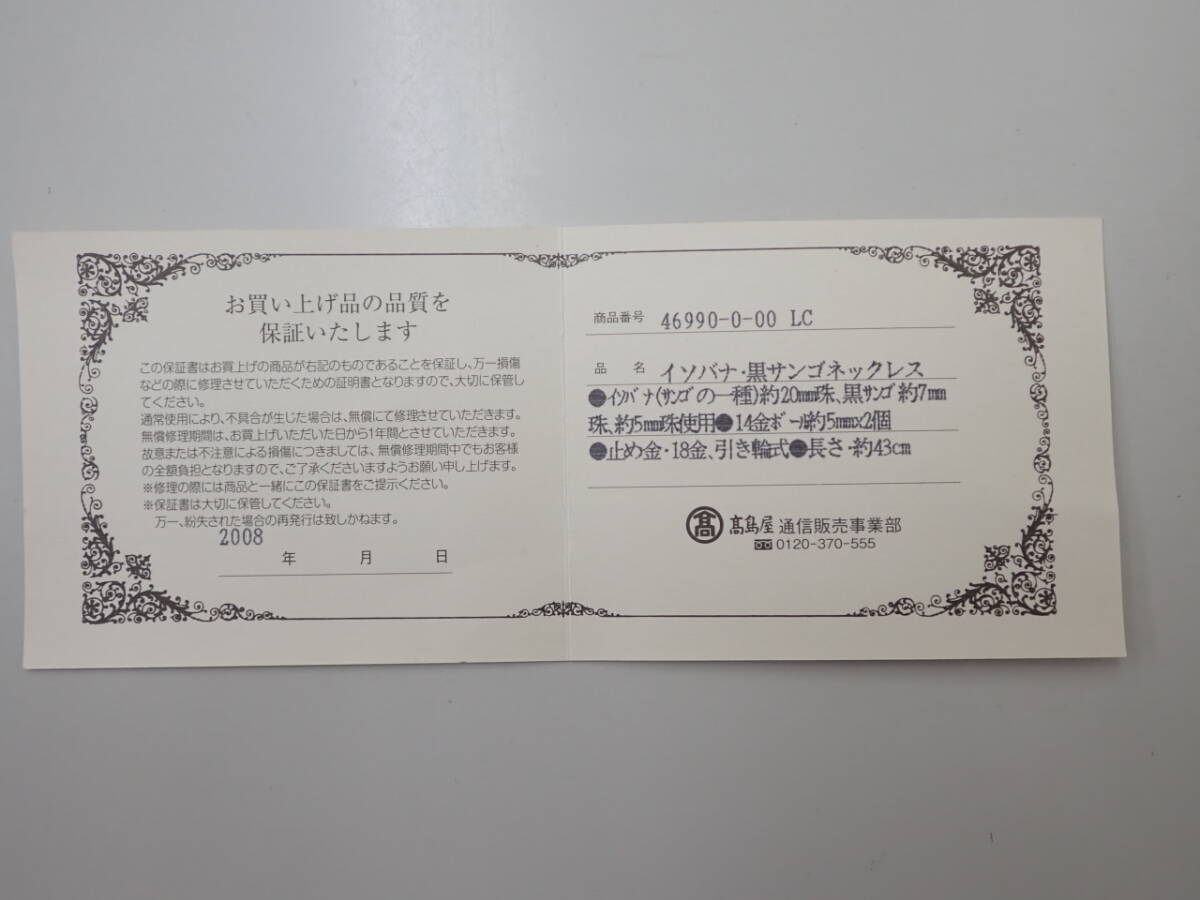 お買い上げ品の品質を
保証いたします
この保証書はお買上げの商品が右記のものであることを保証し、万一損傷
などの際に修理させていただくための証明書となりますので、大切に保管し
てください。
通常使用により、不具合が生じた場合は、無償にて修理させていただきます。
無償修理期間は、お買上げいただいた日から1年間とさせていただきます。
故意または不注意による損傷につきましては、無償修理期間中でもお客様
の全額負担となりますので、ご了承くださいますようお願い申し上げます。
※修理の際には商品と一緒にこの保証書をご提示ください。
※保証書は大切に保管してください。
万一、紛失された場合の再発行は致しかねます。
2008
年 月 日
商品番号 46990-0-00 LC
品名 イソバナ・黒サンゴネックレス
●イソバナ(サンゴの一種)約20mm珠、黒サンゴ約7mm
珠、約5mm珠使用●14金ボール約5mm×2個
●止め金・18金、引き輪式●長さ・約43cm
髙 髙島屋 通信販売事業部
0120-370-555